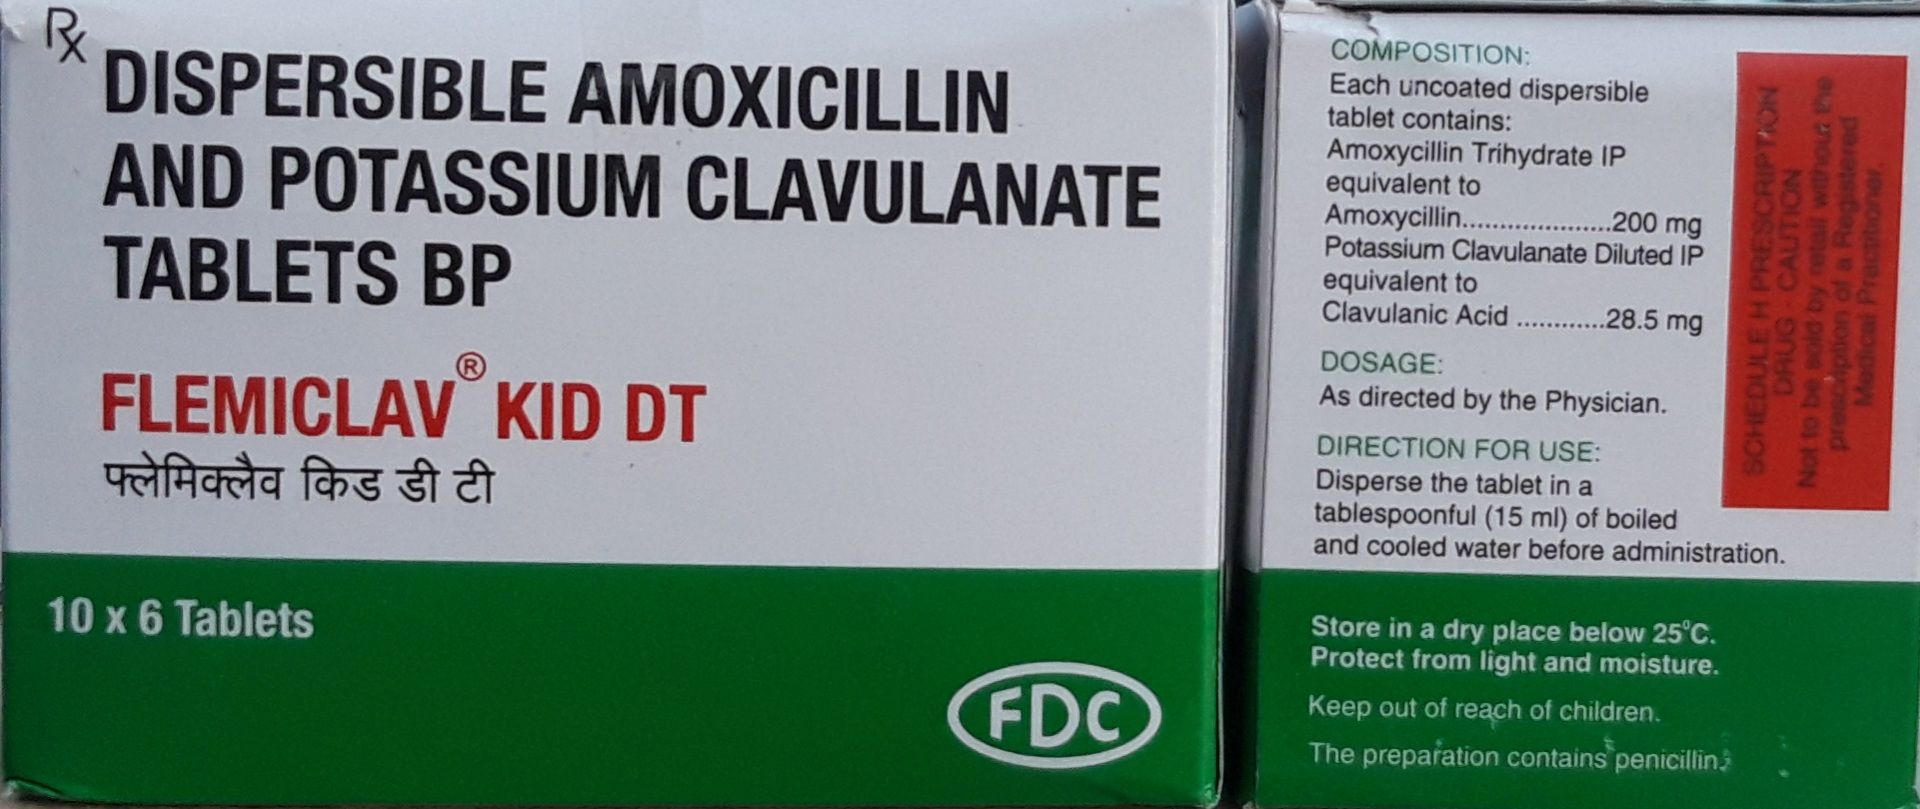 Rx
DISPERSIBLE AMOXICILLIN
AND POTASSIUM CLAVULANATE
TABLETS BP
FLEMICLAV® KID DT
फ्लेमिक्लैव किड डी टी
10 x 6 Tablets
FDC
COMPOSITION:
Each uncoated dispersible
tablet contains:
Amoxycillin Trihydrate IP
equivalent to
Amoxycillin.....................200 mg
Potassium Clavulanate Diluted IP
equivalent to
Clavulanic Acid ............28.5 mg
DOSAGE:
As directed by the Physician.
DIRECTION FOR USE:
Disperse the tablet in a
tablespoonful (15 ml) of boiled
and cooled water before administration.
SCHEDULE H PRESCRIPTION
DRUG CAUTION
Not to be sold by retail without the
prescription of a Registered
Medical Practitioner.
Store in a dry place below 25⁰C.
Protect from light and moisture.
Keep out of reach of children.
The preparation contains penicillin.